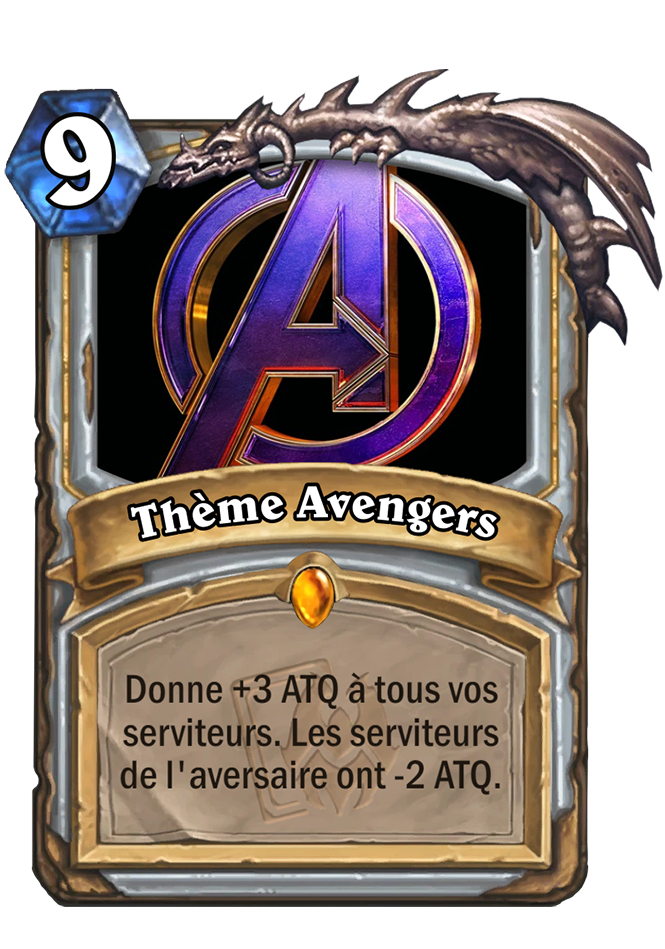 9
Thème Avengers
Donne +3 ATQ à tous vos
serviteurs. Les serviteurs
de l'aversaire ont -2 ATQ.